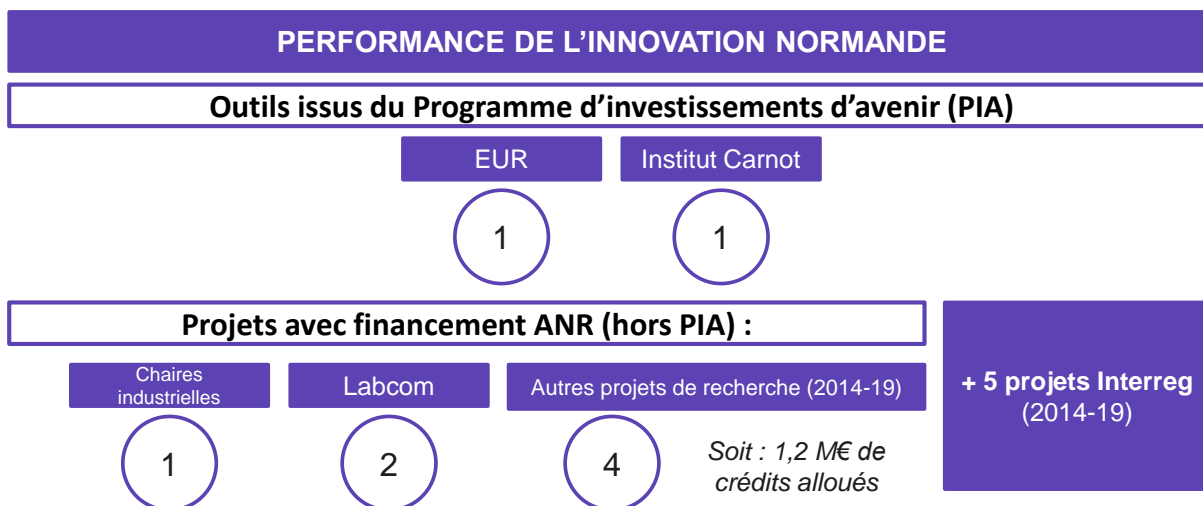 PERFORMANCE DE L'INNOVATION NORMANDE
Outils issus du Programme d'investissements d'avenir (PIA)
EUR
Institut Carnot
1
1
Projets avec financement ANR (hors PIA) :
Chaires
industrielles
Labcom
Autres projets de recherche (2014-19)
1
2
4
Soit : 1,2 M€ de
crédits alloués
+ 5 projets Interreg
(2014-19)